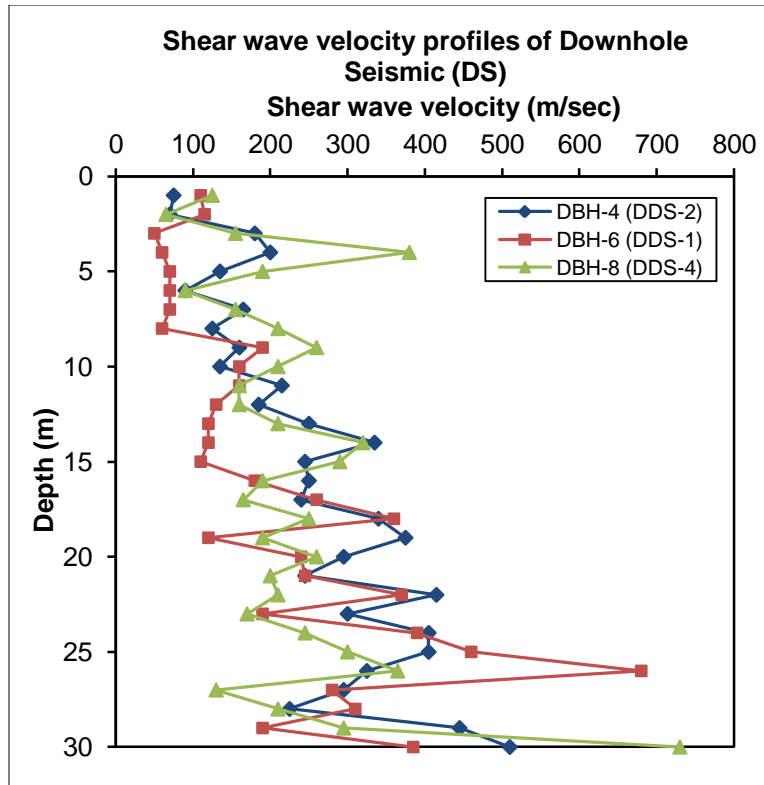 Shear wave velocity profiles of Downhole
Seismic (DS)
Shear wave velocity (m/sec)
0 100 200 300 400 500 600 700 800
0
5
10
15
20
25
30
Depth (m)
DBH-4 (DDS-2)
DBH-6 (DDS-1)
DBH-8 (DDS-4)